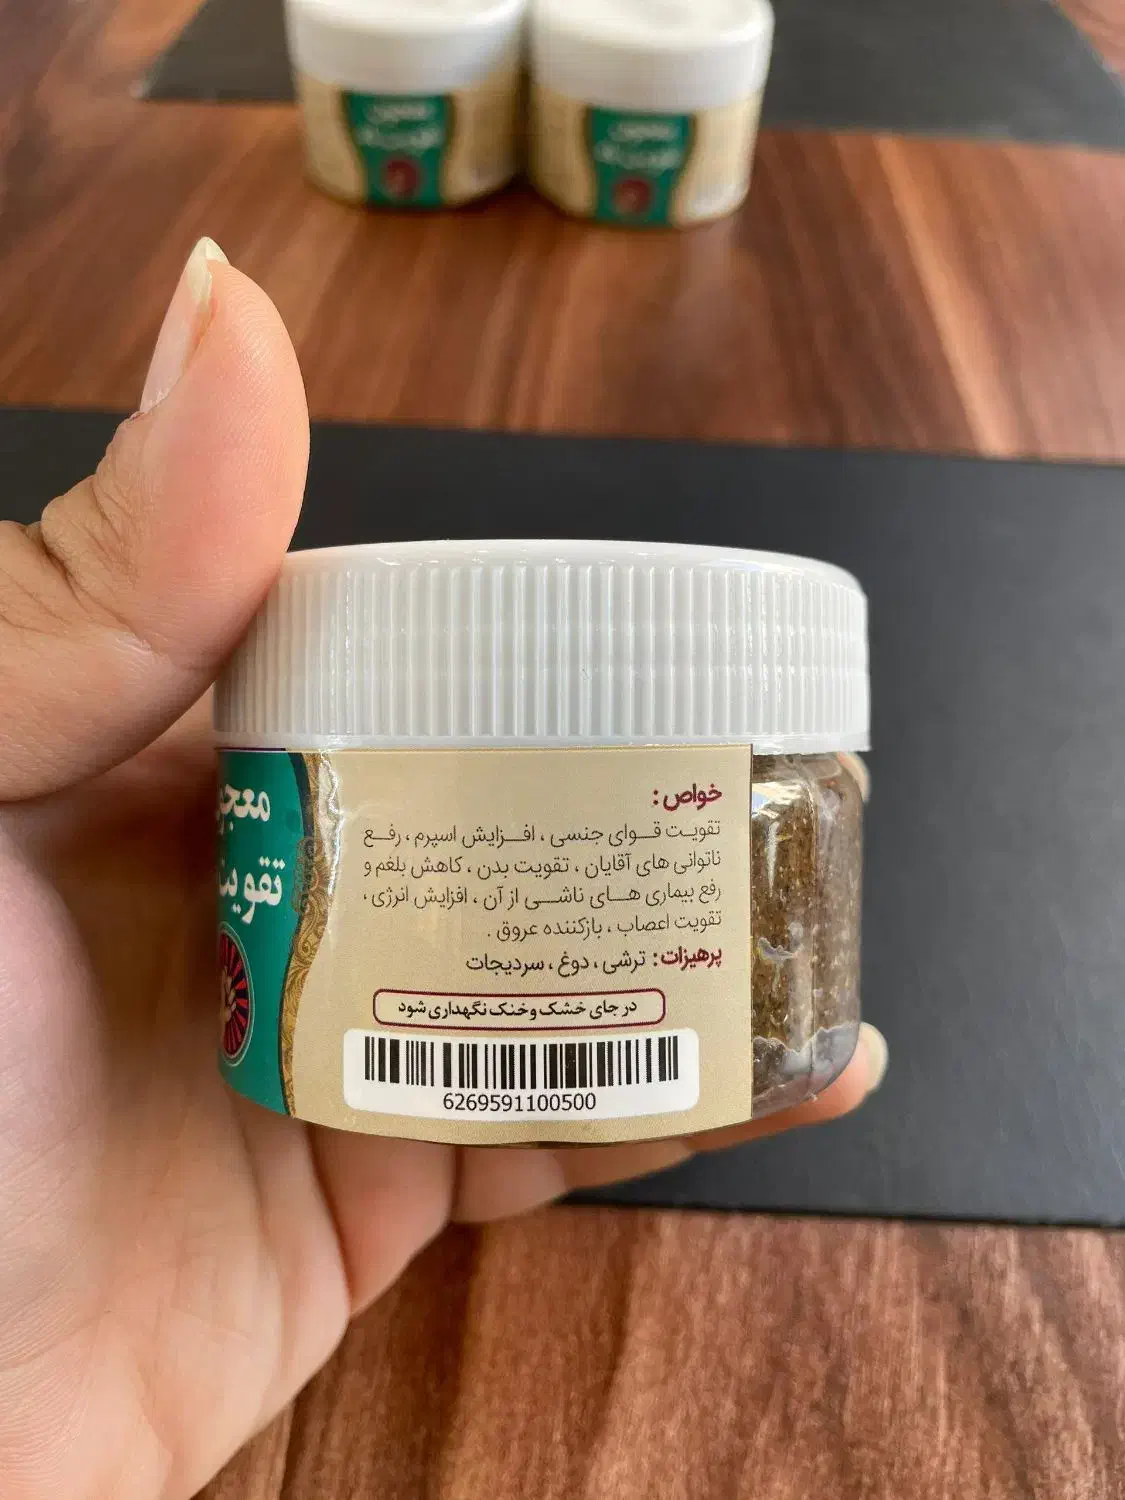 خواص :
تقویت قوای جنسی ، افزایش اسپرم ، رفع
ناتوانی های آقایان ، تقویت بدن ، کاهش بلغم و
رفع بیماری های ناشی از آن ، افزایش انرژی ،
تقویت اعصاب ، بازکننده عروق .
پرهیزات : ترشی ، دوغ ، سردیجات
در جای خشک و خنک نگهداری شود
6269591100500